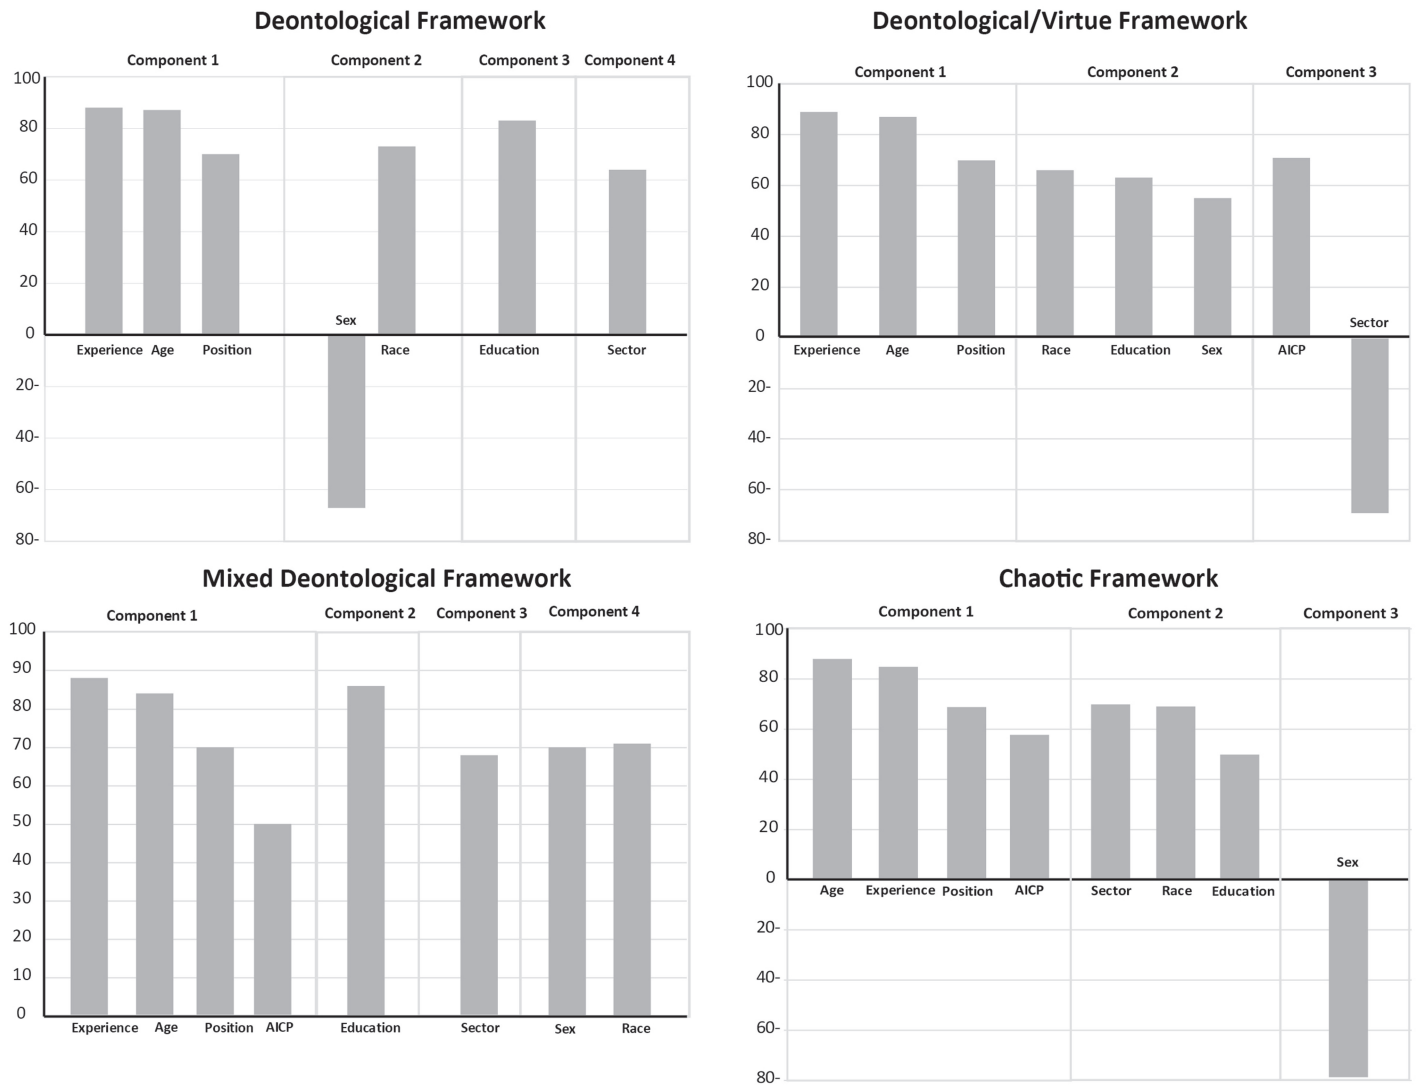 Deontological Framework
Component 1 Component 2 Component 3 Component 4
100
80
60
40
20
0
20-
40-
60-
80-
Sex
Experience Age Position Race Education Sector
Deontological/Virtue Framework
Component 1 Component 2 Component 3
100
80
60
40
20
0
20-
40-
60-
80-
Sector
Experience Age Position Race Education Sex AICP
Mixed Deontological Framework
Component 1 Component 2 Component 3 Component 4
100
90
80
70
60
50
40
30
20
10
0
Experience Age Position AICP Education Sector Sex Race
Chaotic Framework
Component 1 Component 2 Component 3
100
80
60
40
20
0
20-
40-
60-
80-
Sex
Age Experience Position AICP Sector Race Education